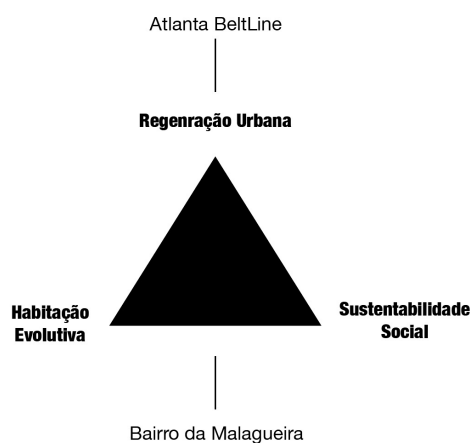 Atlanta BeltLine
Regenração Urbana
Habitação
Evolutiva
Sustentabilidade
Social
Bairro da Malagueira